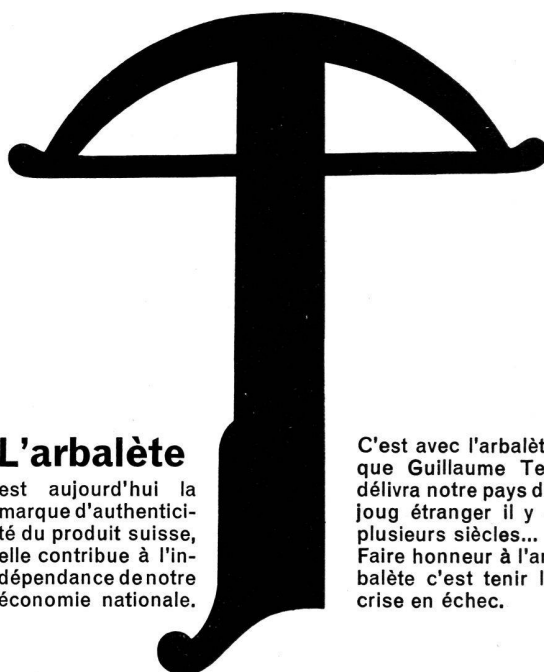 L'arbalète
est aujourd'hui la
marque d'authentici-
té du produit suisse,
elle contribue à l'in-
dépendance de notre
économie nationale.
C'est avec l'arbalèt
que Guillaume Te
délivra notre pays d
joug étranger il y
plusieurs siècles...
Faire honneur à l'ar
balète c'est tenir l
crise en échec.